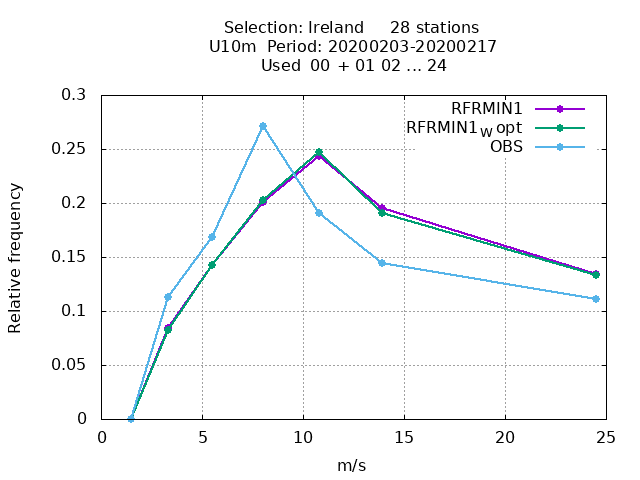 Selection: Ireland 28 stations
U10m Period: 20200203-20200217
Used 00 + 01 02 ... 24
RFRMIN1
RFRMIN1_W opt
OBS
0.3
0.25
0.2
0.15
0.1
0.05
0
Relative frequency
0 5 10 15 20 25
m/s